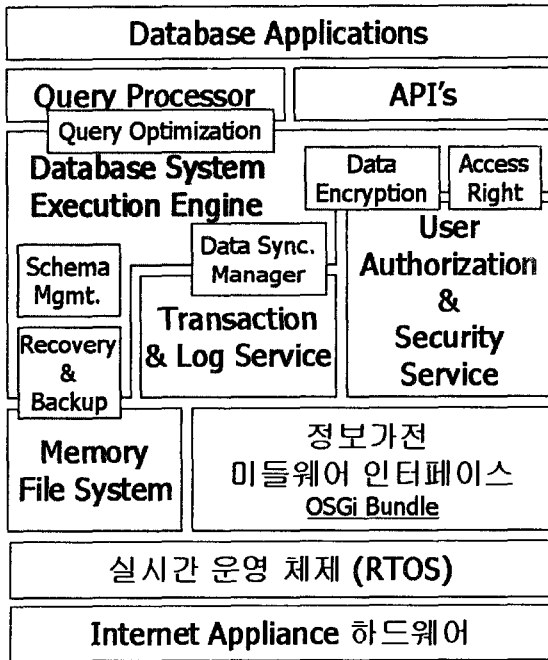 Database Applications
Query Processor
API's
Query Optimization
Database System
Execution Engine
Data
Encryption
Access
Right
User
Authorization
&
Security
Service
Schema
Mgmt.
Data Sync.
Manager
Transaction
& Log Service
Recovery
&
Backup
Memory
File System
정보가전
미들웨어 인터페이스
OSGi Bundle
실시간 운영 체제 (RTOS)
Internet Appliance 하드웨어